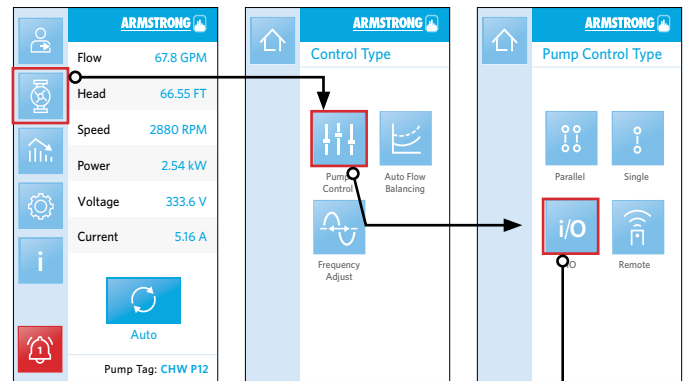 ARMSTRONG
Flow 67.8 GPM
Head 66.55 FT
Speed 2880 RPM
Power 2.54 kW
Voltage 333.6 V
Current 5.16 A
i
Auto
1
Pump Tag: CHW P12
ARMSTRONG
Control Type
Pump
Control
Auto Flow
Balancing
Frequency
Adjust
ARMSTRONG
Pump Control Type
Parallel
Single
i/O
IO
Remote